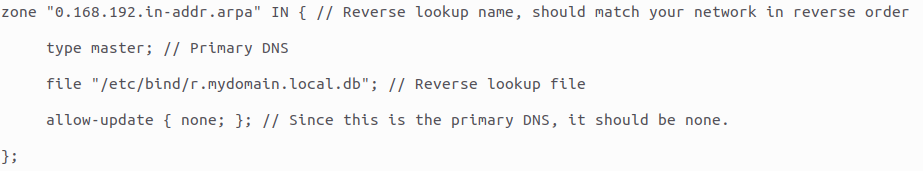 zone "0.168.192.in-addr.arpa" IN { // Reverse lookup name, should match your network in reverse order
type master; // Primary DNS
file "/etc/bind/r.mydomain.local.db"; // Reverse lookup file
allow-update { none; }; // Since this is the primary DNS, it should be none.
};